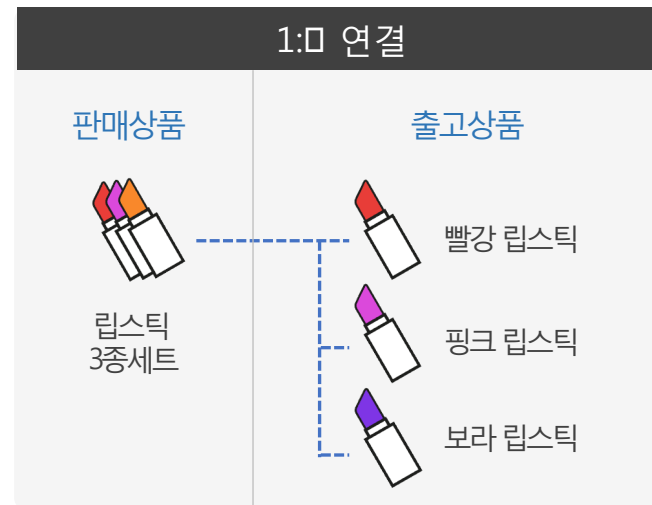 1:ㅁ 연결
판매상품
출고상품
빨강 립스틱
립스틱
3종세트
핑크 립스틱
보라 립스틱